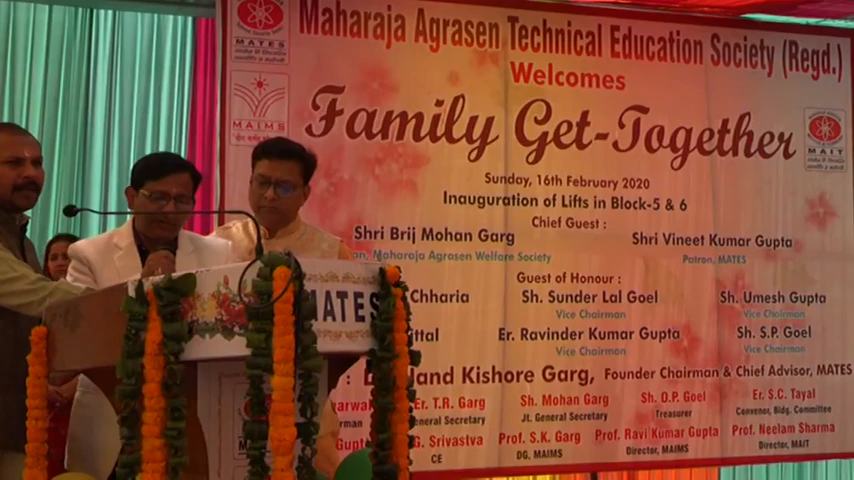 Maharaja Agrasen Technical Education Society (Regd.)
MATES
Welcomes
Family Get-Together
MAIMS
MAIT
Sunday, 16th February 2020
Inauguration of Lifts in Block-5 & 6
Chief Guest :
Shri Brij Mohan Garg
Shri Vineet Kumar Gupta
Maharaja Agrasen Welfare Society
Patron, MATES
Guest of Honour :
Chharia
Sh. Sunder Lal Goel
Sh. Umesh Gupta
Vice Chairman
Vice Chairman
MATES
Er. Ravinder Kumar Gupta
Sh. S.P. Goel
Vice Chairman
Vice Chairman
Kishore Garg, Founder Chairman & Chief Advisor, MATES
Er. T.R. Garg
Sh. Mohan Garg
Sh. O.P. Goel
Er. S.C. Tayal
General Secretary
Jt. General Secretary
Treasurer
Convenor, Bldg. Committee
Gupta
G. Srivastva
Prof. S.K. Garg
Prof. Ravi Kumar Gupta
Prof. Neelam Sharma
CE
DG, MAIMS
Director, MAIMS
Director, MAIT